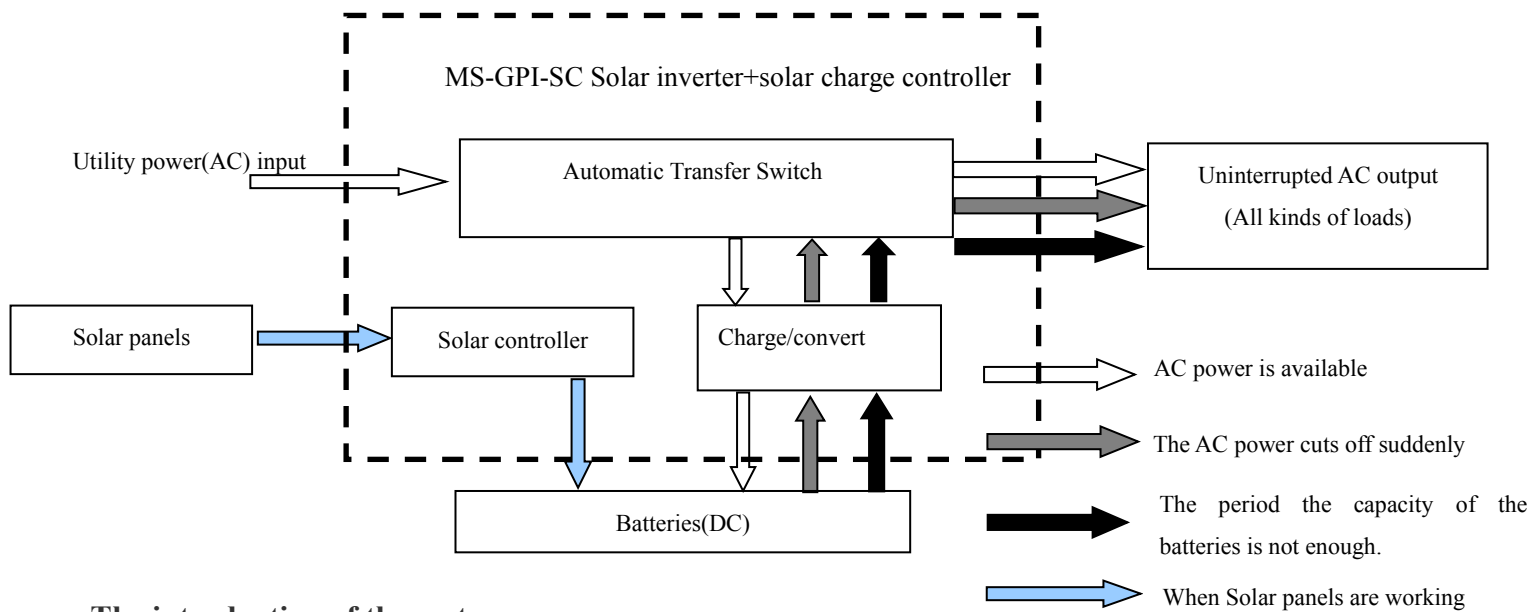 MS-GPI-SC Solar inverter+solar charge controller
Utility power(AC) input
Automatic Transfer Switch
Uninterrupted AC output
(All kinds of loads)
Solar panels
Solar controller
Charge/convert
AC power is available
The AC power cuts off suddenly
Batteries(DC)
The period the capacity of the
batteries is not enough.
When Solar panels are working